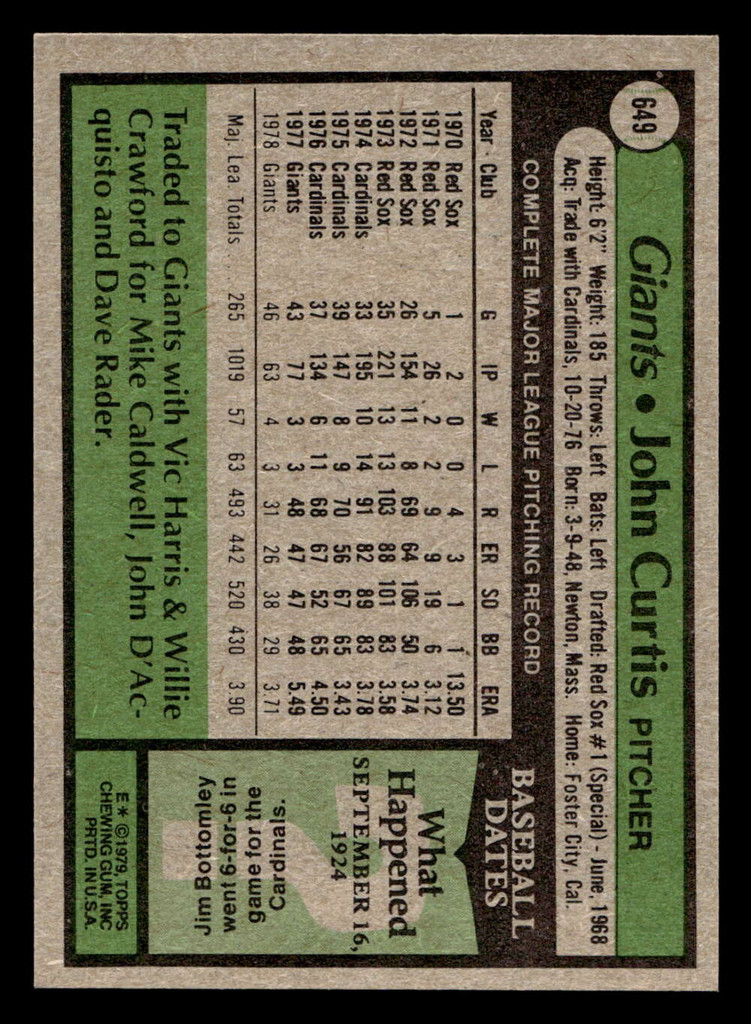 649
Giants • John Curtis PITCHER
Height: 6'2" Weight: 185 Throws: Left Bats: Left Drafted: Red Sox #1 (Special) - June, 1968
Acq: Trade with Cardinals, 10-20-76 Born: 3-9-48, Newton, Mass. Home: Foster City, Cal.
COMPLETE MAJOR LEAGUE PITCHING RECORD
Year Club G IP W L R ER SO BB ERA
1970 Red Sox 1 2 0 0 4 3 1 1 13.50
1971 Red Sox 5 26 2 2 9 9 19 6 3.12
1972 Red Sox 26 154 11 8 69 64 106 50 3.74
1973 Red Sox 35 221 13 13 103 88 101 83 3.58
1974 Cardinals 33 195 10 14 91 82 89 83 3.78
1975 Cardinals 39 147 8 9 70 56 67 65 3.43
1976 Cardinals 37 134 6 11 68 67 52 65 4.50
1977 Giants 43 77 3 3 48 47 47 48 5.49
1978 Giants 46 63 4 3 31 26 38 29 3.71
Maj. Lea Totals . . . 265 1019 57 63 493 442 520 430 3.90
Traded to Giants with Vic Harris & Willie
Crawford for Mike Caldwell, John D'Ac-
quisto and Dave Rader.
BASEBALL
DATES
What
Happened
SEPTEMBER 16,
1924
Jim Bottomley
went 6-for-6 in
game for the
Cardinals.
E * © 1979, TOPPS
CHEWING GUM, INC
PRTD. IN U.S.A.